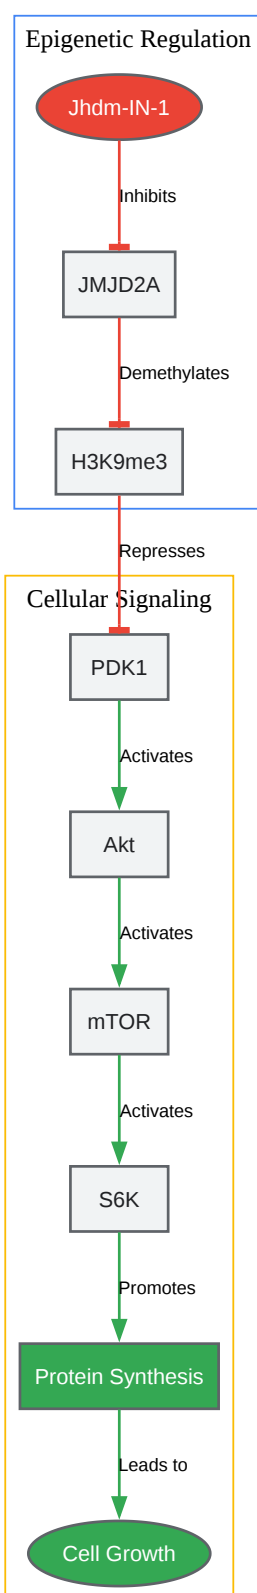 Epigenetic Regulation
Jhdm-IN-1
Inhibits
JMJD2A
Demethylates
H3K9me3
Represses
Cellular Signaling
PDK1
Activates
Akt
Activates
mTOR
Activates
S6K
Promotes
Protein Synthesis
Leads to
Cell Growth